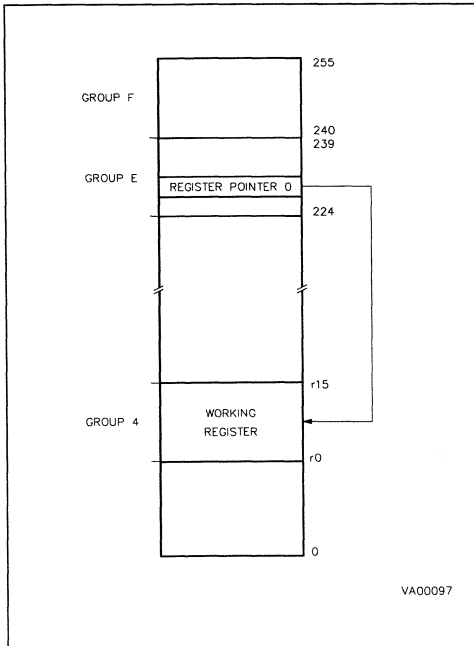 255
GROUP F
240
239
GROUP E
REGISTER POINTER 0
224
r15
GROUP 4
WORKING
REGISTER
r0
0
VA00097